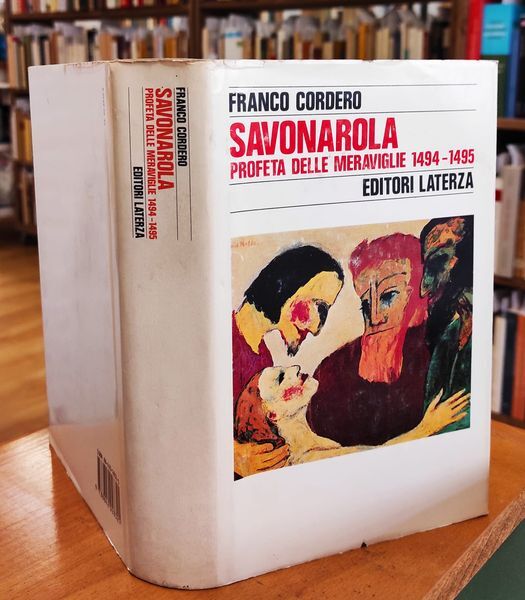 FRANCO CORDERO
SAVONAROLA
PROFETA DELLE MERAVIGLIE 1494-1495
EDITORI LATERZA
FRANCO CORDERO
SAVONAROLA
PROFETA DELLE MERAVIGLIE 1494-1495
EDITORI LATERZA